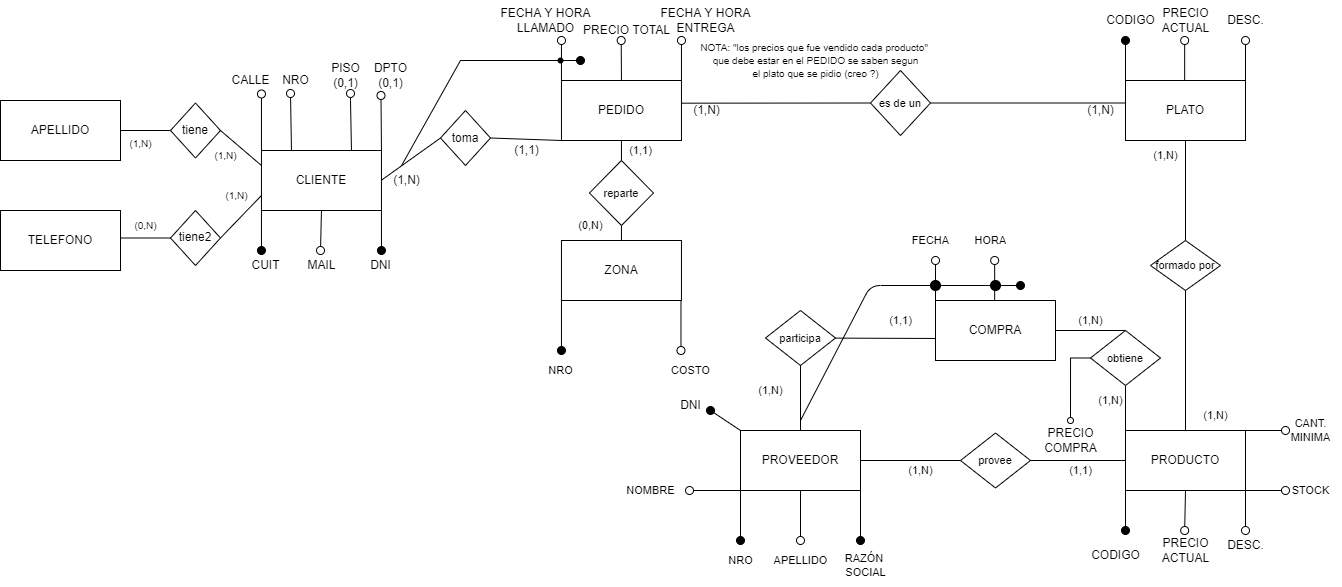 FECHA Y HORA
LLAMADO
PRECIO TOTAL
FECHA Y HORA
ENTREGA
CODIGO
PRECIO
ACTUAL
DESC.
NOTA: "los precios que fue vendido cada producto"
que debe estar en el PEDIDO se saben segun
el plato que se pidio (creo ?)
CALLE
NRO
PISO
(0,1)
DPTO
(0,1)
APELLIDO
(1,N)
tiene
(1,N)
toma
(1,1)
PEDIDO
(1,N)
es de un
(1,N)
PLATO
(1,1)
(1,N)
CLIENTE
(1,N)
reparte
TELEFONO
(0,N)
tiene2
(1,N)
(0,N)
CUIT
MAIL
DNI
ZONA
FECHA
HORA
formado por
NRO
COSTO
participa
(1,1)
COMPRA
(1,N)
obtiene
(1,N)
(1,N)
DNI
PRECIO
COMPRA
(1,N)
CANT.
MINIMA
PROVEEDOR
(1,N)
provee
(1,1)
PRODUCTO
NOMBRE
STOCK
NRO
APELLIDO
RAZÓN
SOCIAL
CODIGO
PRECIO
ACTUAL
DESC.